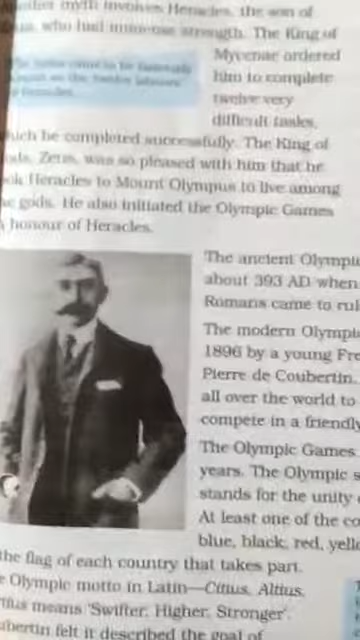 myth involves Heracles, the son of
who had immense strength. The King of
Mycenae ordered
him to complete
twelve very
difficult tasks,
he completed successfully. The King of
Zeus, was so pleased with him that he
Heracles to Mount Olympus to live among
gods. He also initiated the Olympic Games
honour of Heracles.
The ancient Olympi
about 393 AD when
Romans came to rul
The modern Olympi
1896 by a young Fre
Pierre de Coubertin.
all over the world to
compete in a friendly
The Olympic Games
years. The Olympic s
stands for the unity o
At least one of the co
blue, black, red, yello
the flag of each country that takes part.
Olympic motto in Latin—Citius, Altius,
means 'Swifter, Higher, Stronger'.
felt it described the goal of